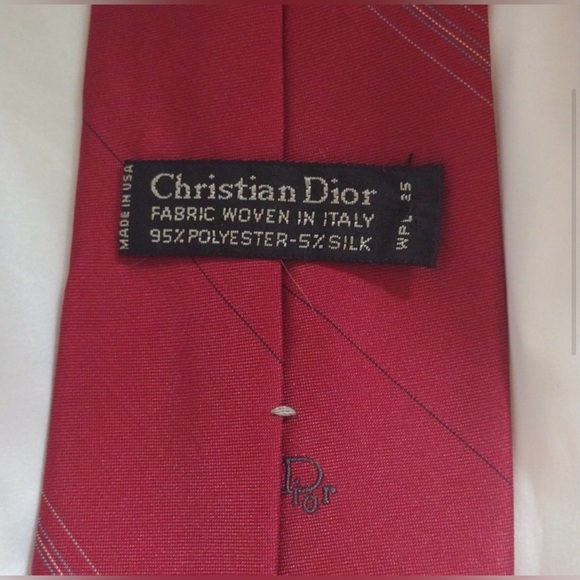 MADE IN USA
Christian Dior
FABRIC WOVEN IN ITALY
95% POLYESTER-5% SILK
WPL 25
Dior